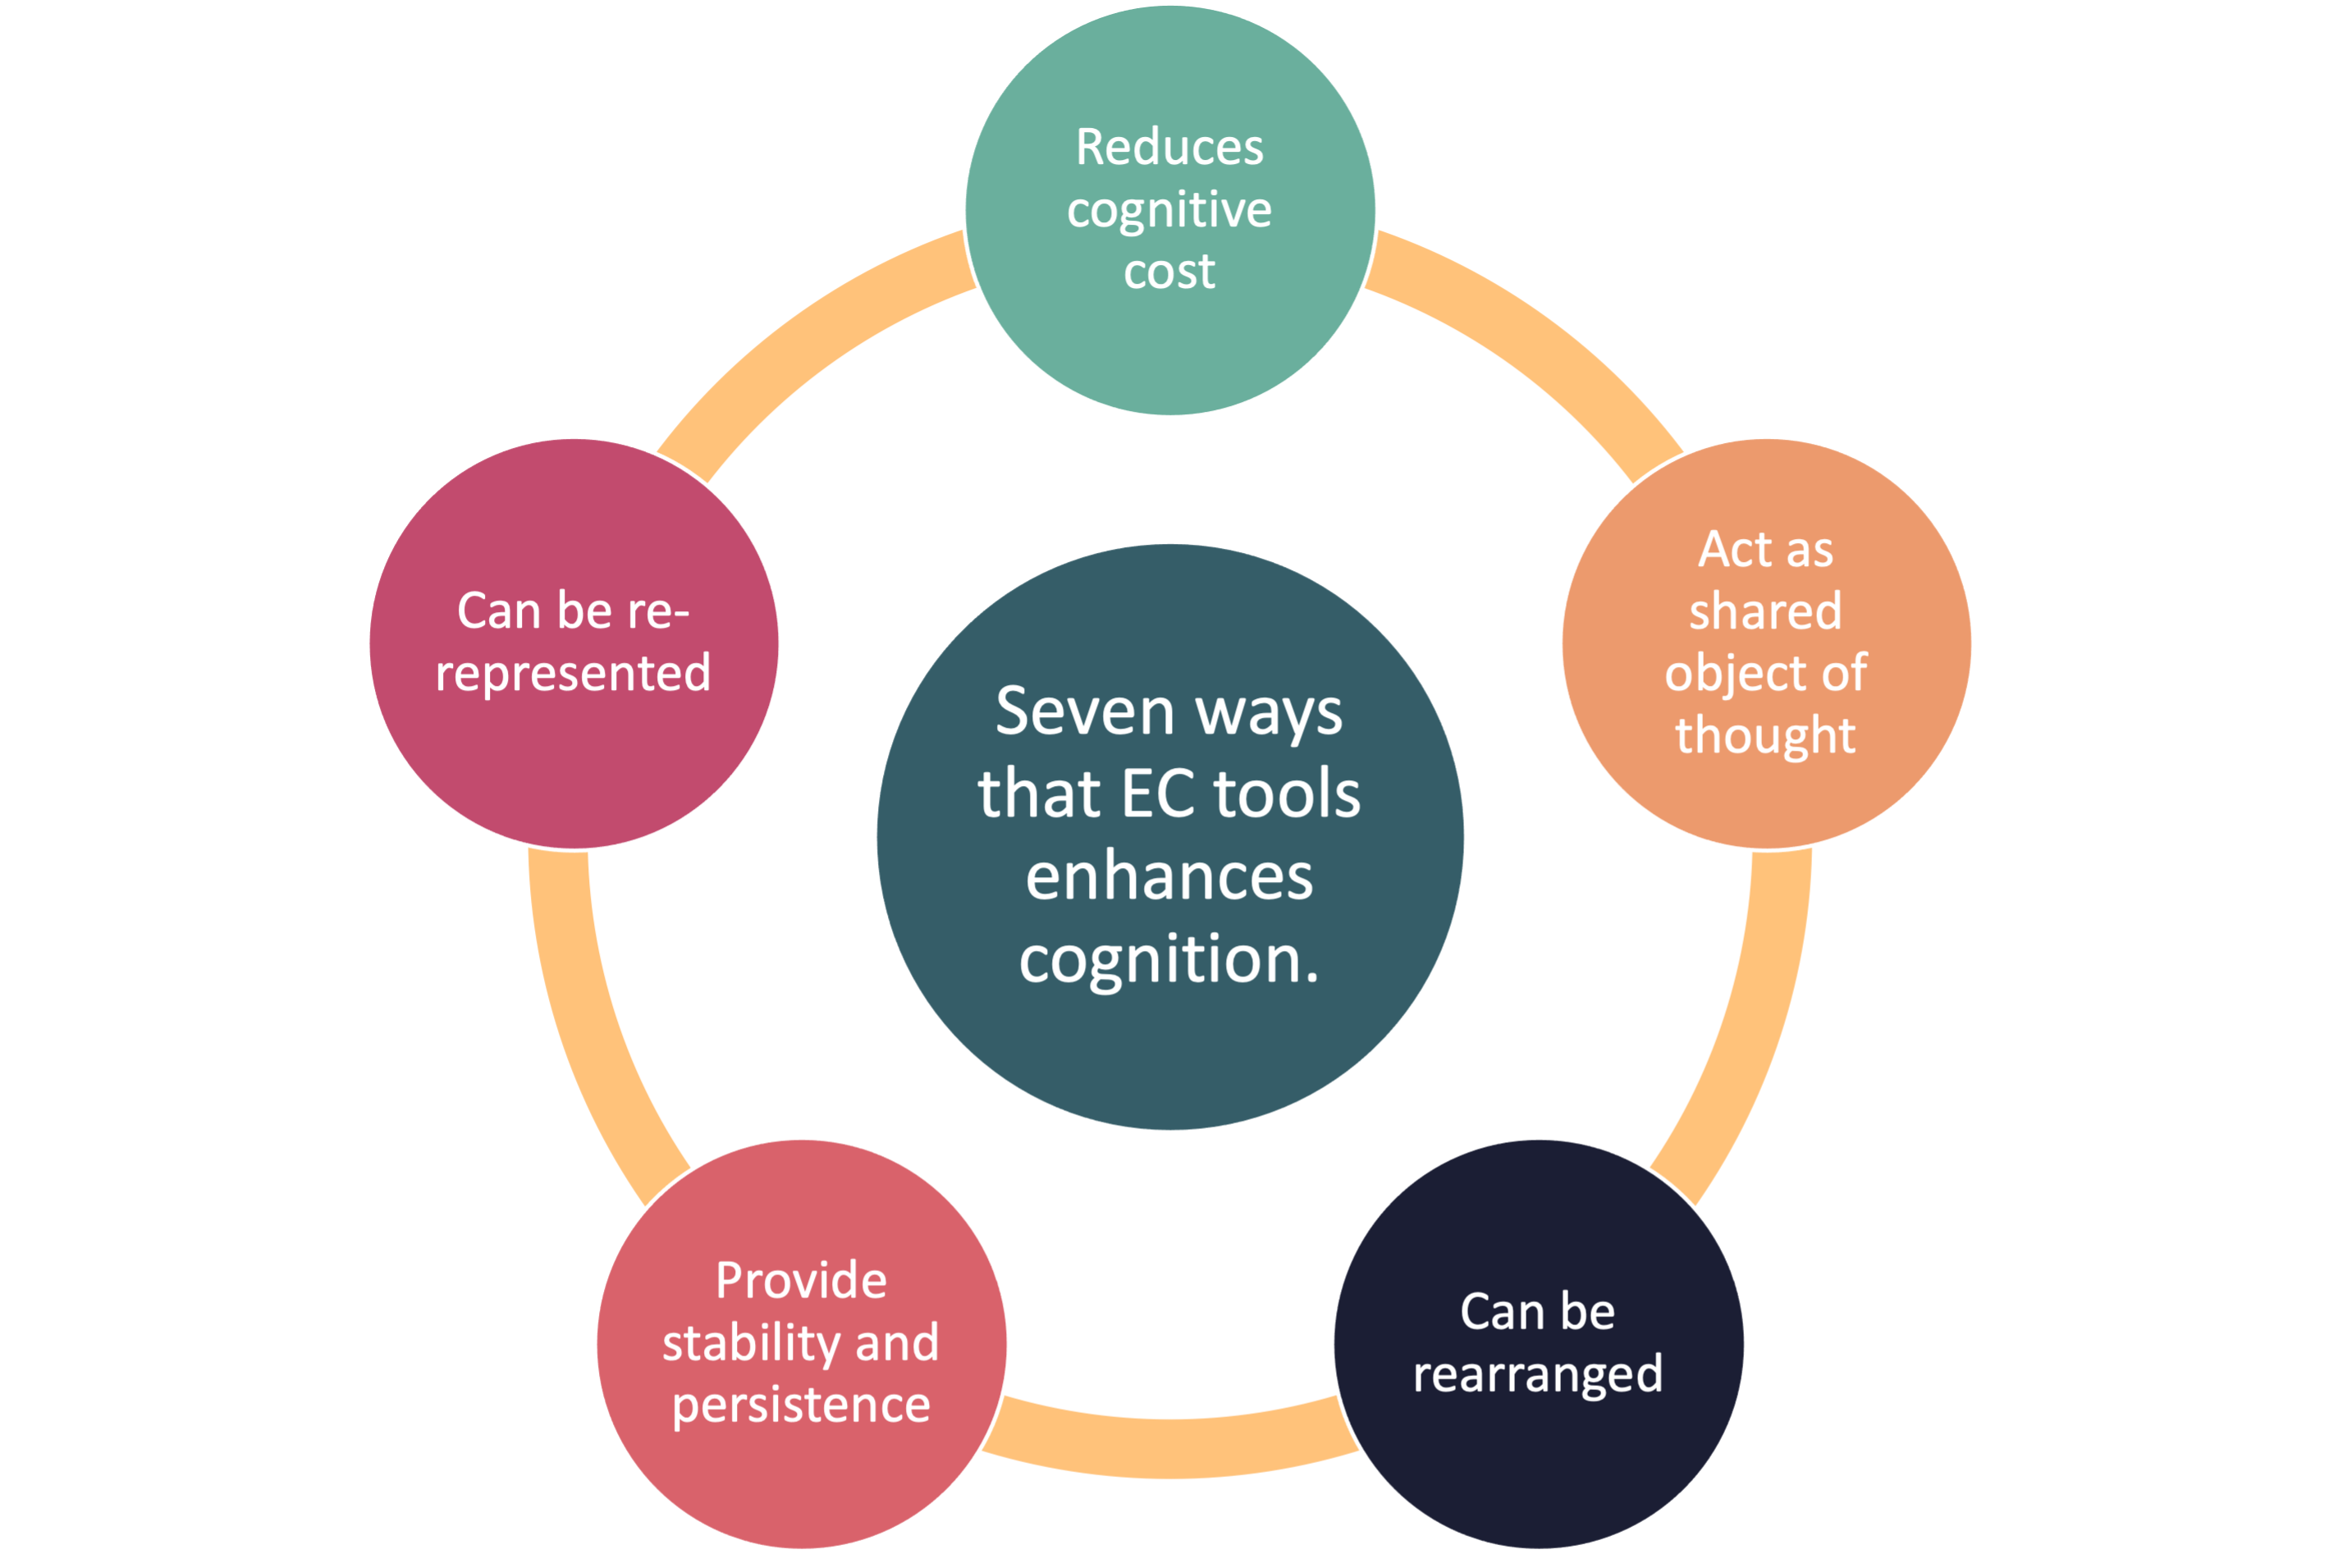 Reduces
cognitive
cost
Act as
shared
object of
thought
Can be
rearranged
Provide
stability and
persistence
Can be re-
represented
Seven ways
that EC tools
enhances
cognition.